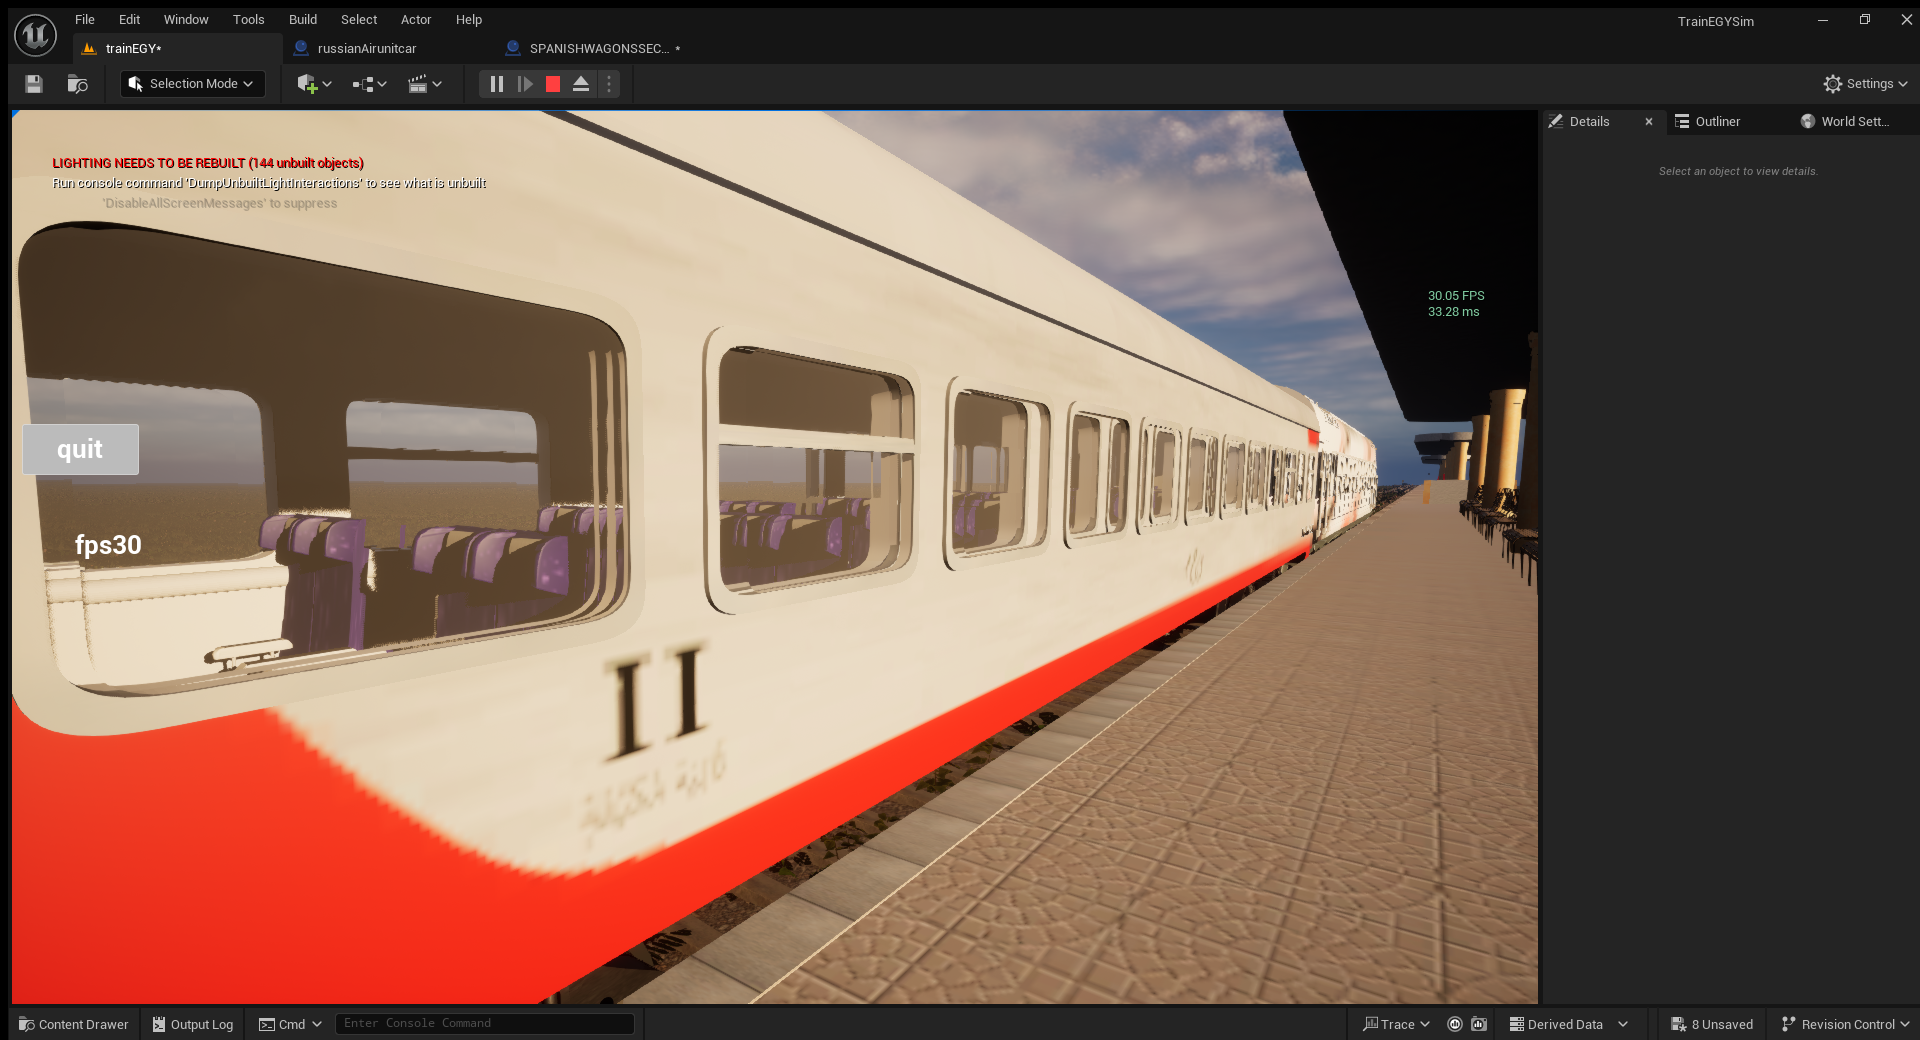 File Edit Window Tools Build Select Actor Help
TrainEGYSim
trainEGY*
russianAirunitcar
SPANISHWAGONSSEC... *
Selection Mode
Settings
Details
Outliner
World Sett...
Select an object to view details.
LIGHTING NEEDS TO BE REBUILT (144 unbuilt objects)
Run console command 'DumpUnbuiltLightInteractions' to see what is unbuilt
'DisableAllScreenMessages' to suppress
30.05 FPS
33.28 ms
quit
fps30
II
Content Drawer
Output Log
Cmd
Enter Console Command
Trace
Derived Data
8 Unsaved
Revision Control